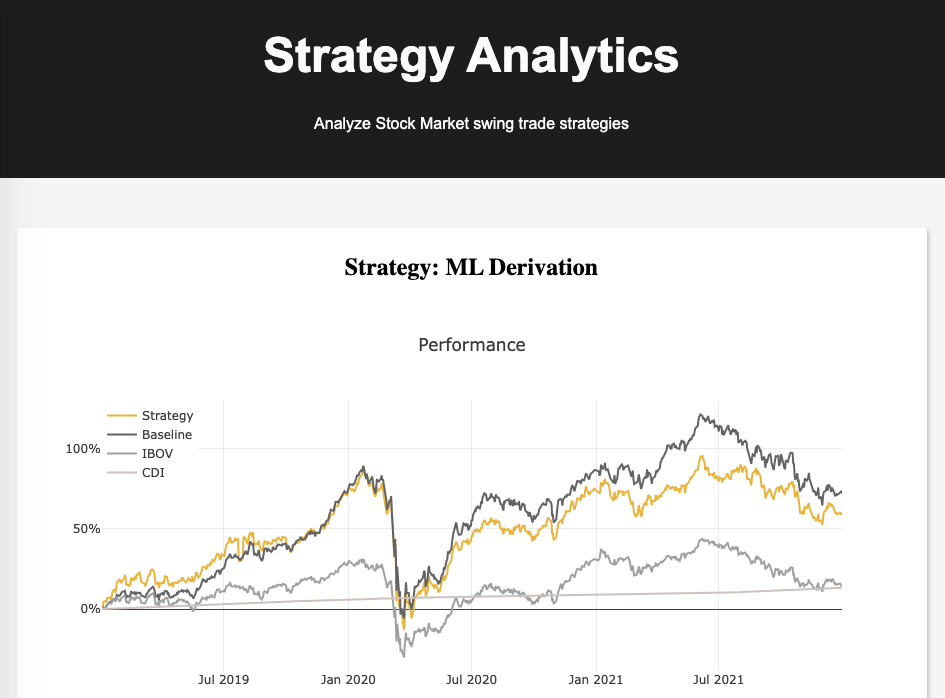 Strategy Analytics
Analyze Stock Market swing trade strategies
Strategy: ML Derivation
Performance
Strategy
Baseline
IBOV
CDI
100%
50%
0%
Jul 2019
Jan 2020
Jul 2020
Jan 2021
Jul 2021